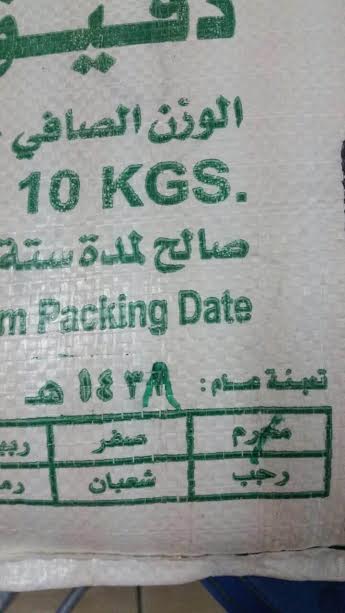 دقيق
الوزن الصافي
10 KGS.
صالح لمدة ستة
m Packing Date
تعبئة عام: ١٤٣٨ هـ
محرم صفر
رجب شعبان